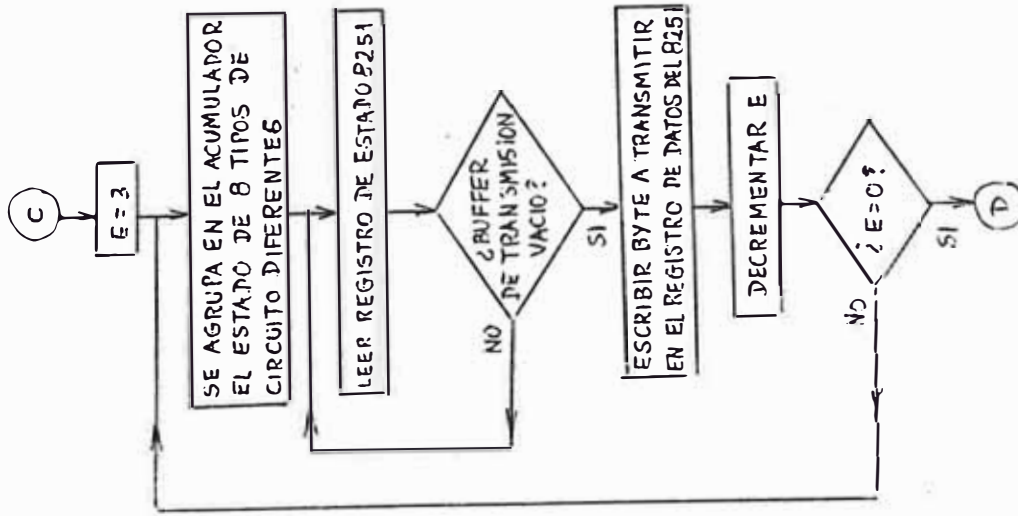 C
E = 3
SE AGRUPA EN EL ACUMULADOR
EL ESTADO DE 8 TIPOS DE
CIRCUITO DIFERENTES
LEER REGISTRO DE ESTADO 8251
¿BUFFER
DE TRANSMISION
VACIO?
NO
SI
ESCRIBIR BYTE A TRANSMITIR
EN EL REGISTRO DE DATOS DEL 8251
DECREMENTAR E
¿E=0?
NO
SI
D